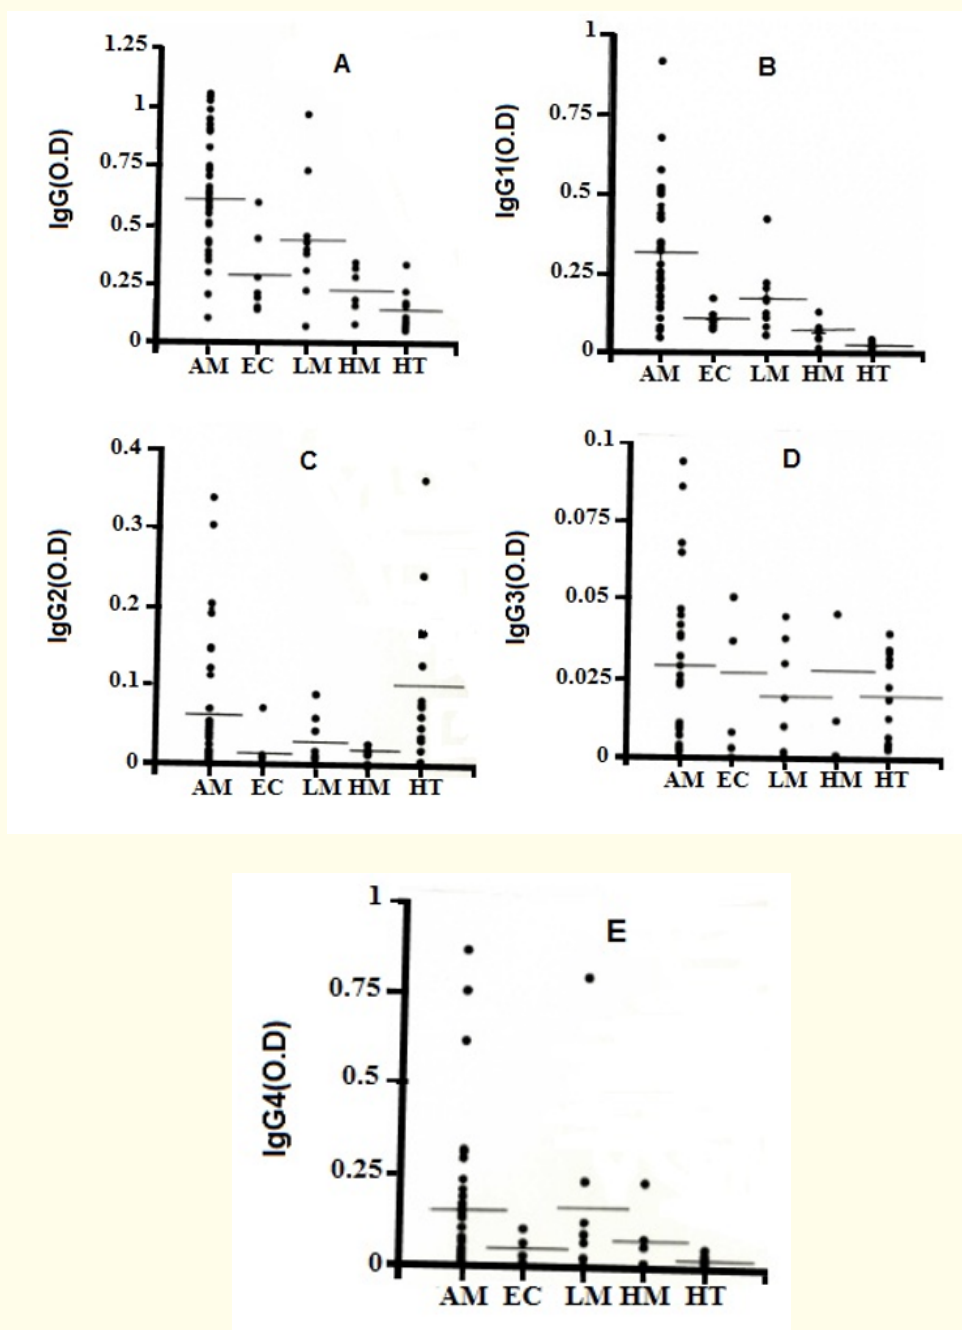 A
IgG(O.D)
1.25
1
0.75
0.5
0.25
0
AM EC LM HM HT
B
IgG1(O.D)
1
0.75
0.5
0.25
0
AM EC LM HM HT
C
IgG2(O.D)
0.4
0.3
0.2
0.1
0
AM EC LM HM HT
D
IgG3(O.D)
0.1
0.075
0.05
0.025
0
AM EC LM HM HT
E
IgG4(O.D)
1
0.75
0.5
0.25
0
AM EC LM HM HT